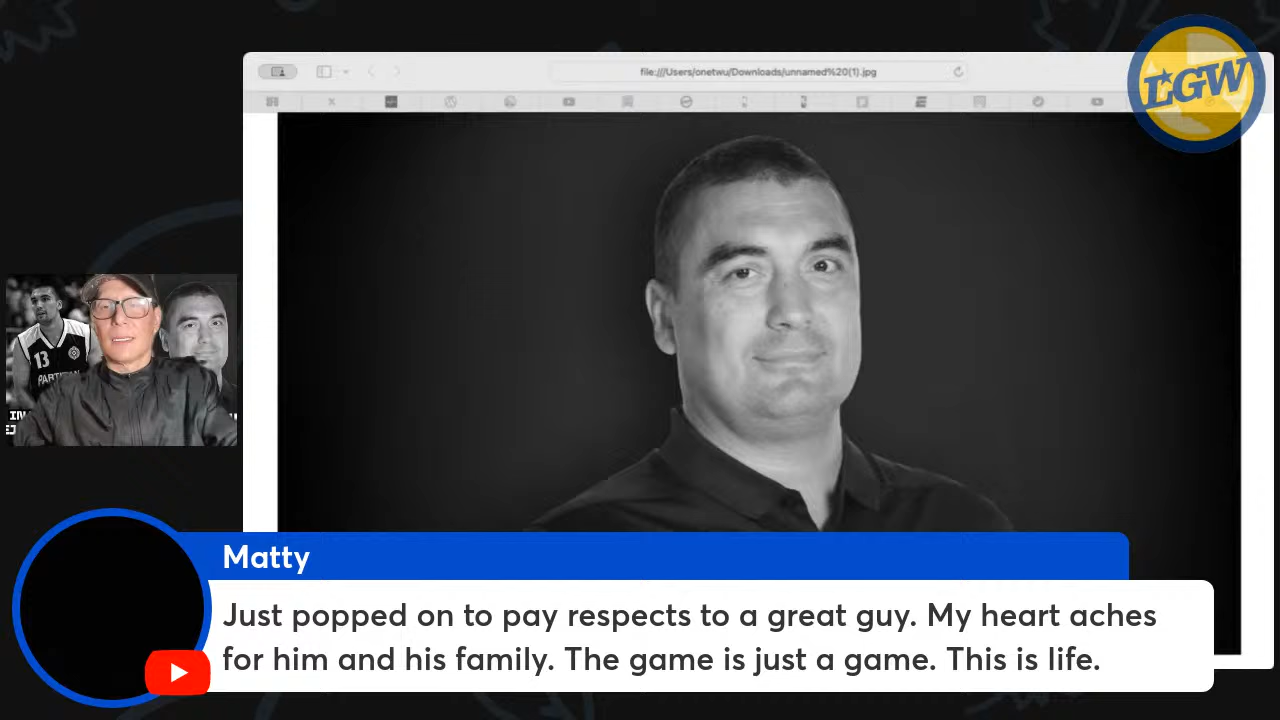 file:///Users/onetwu/Downloads/unnamed%20(1).jpg
LGW
13
Matty
Just popped on to pay respects to a great guy. My heart aches
for him and his family. The game is just a game. This is life.